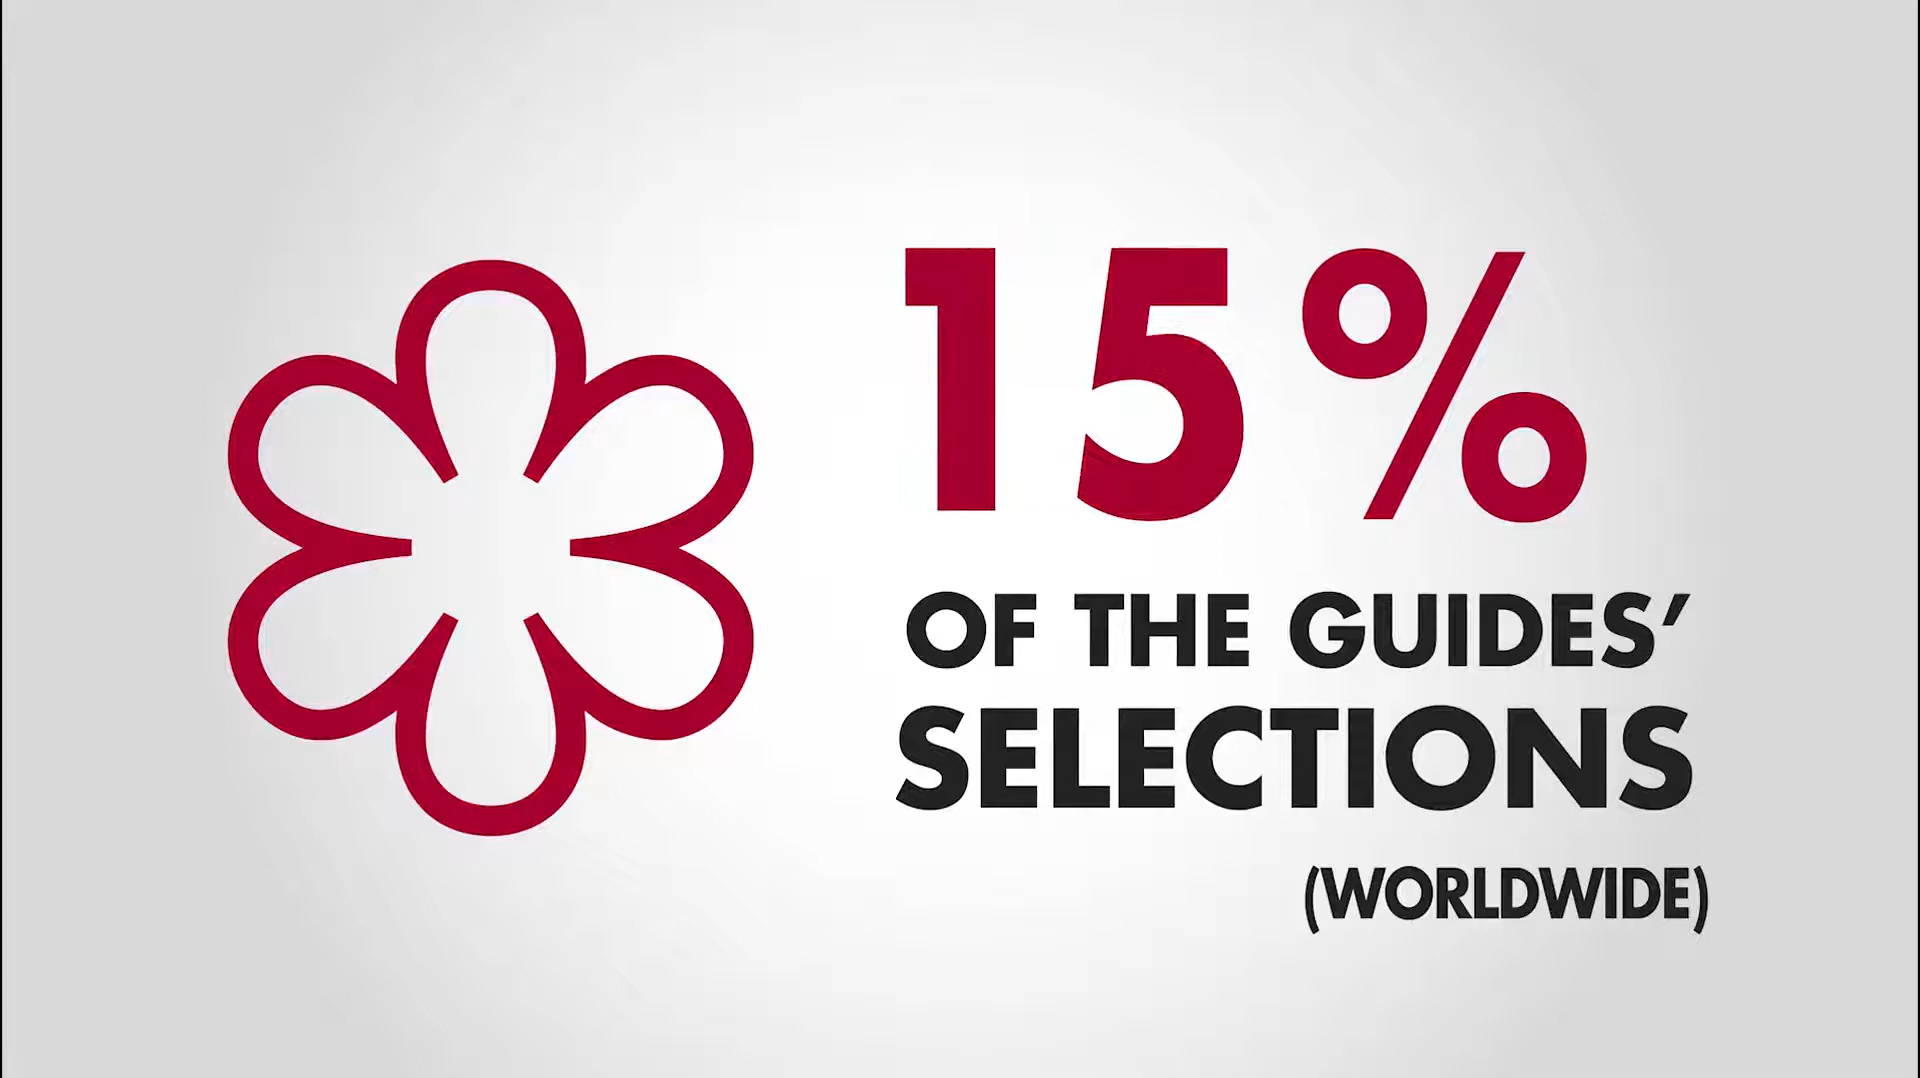 15%
OF THE GUIDES’
SELECTIONS
(WORLDWIDE)